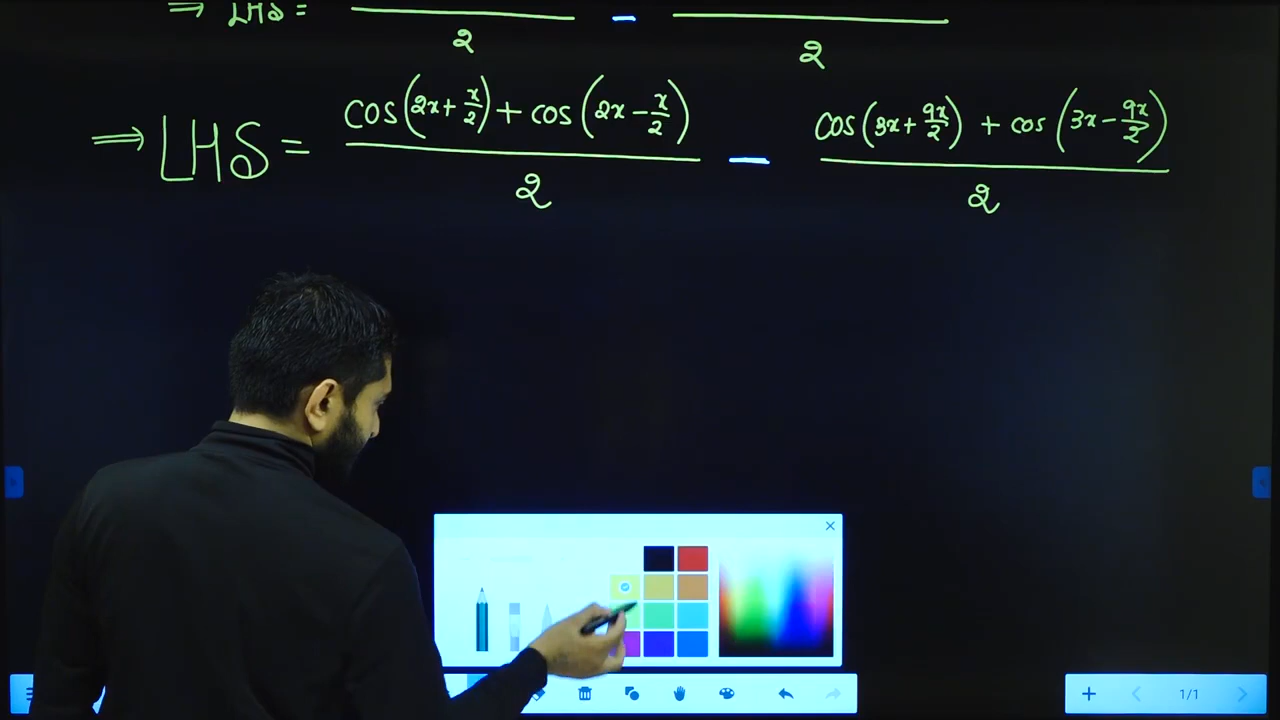 ⇒ LHS =
2 - 2
⇒ LHS = cos(2x + x/2) + cos(2x - x/2) / 2 - cos(3x + 9x/2) + cos(3x - 9x/2) / 2
1/1